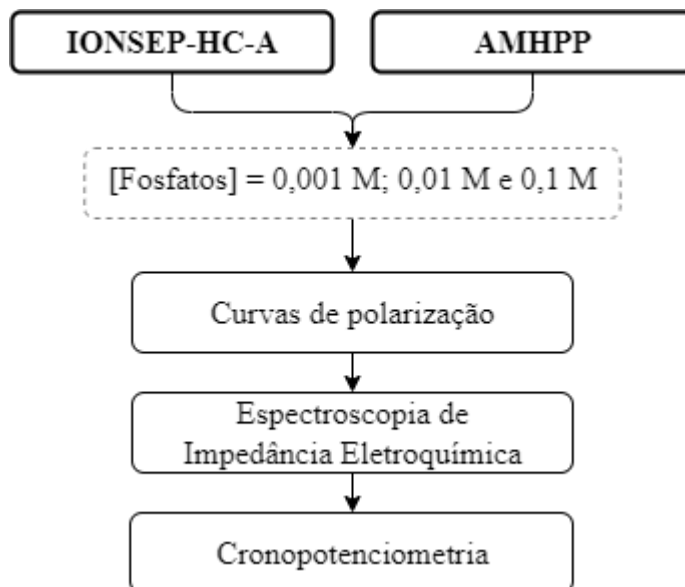 IONSEP-HC-A
AMHPP
[Fosfatos] = 0,001 M; 0,01 M e 0,1 M
Curvas de polarização
Espectroscopia de
Impedância Eletroquímica
Cronopotenciometria